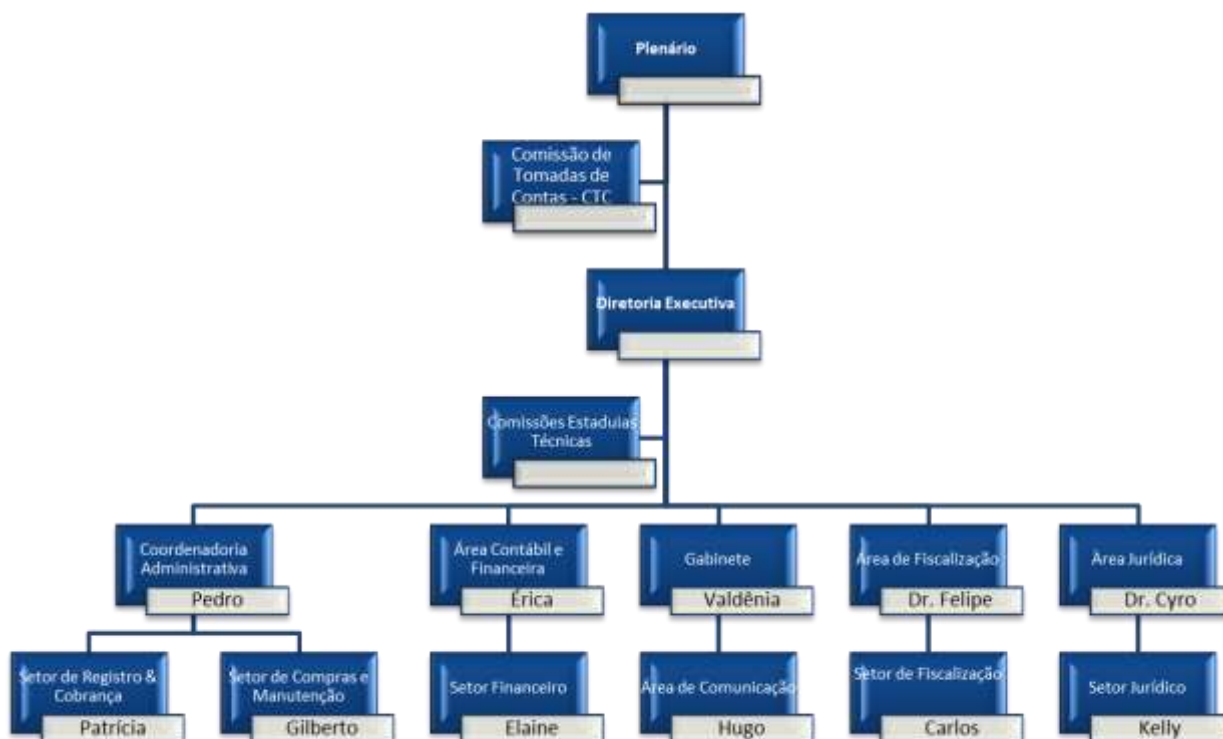 Plenário
Comissão de
Tomadas de
Contas - CTC
Diretoria Executiva
Comissões Estaduias
Técnicas
Coordenadoria
Administrativa
Pedro
Área Contábil e
Financeira
Érica
Gabinete
Valdênia
Área de Fiscalização
Dr. Felipe
Área Jurídica
Dr. Cyro
Setor de Registro &
Cobrança
Patrícia
Setor de Compras e
Manutenção
Gilberto
Setor Financeiro
Elaine
Área de Comunicação
Hugo
Setor de Fiscalização
Carlos
Setor Jurídico
Kelly